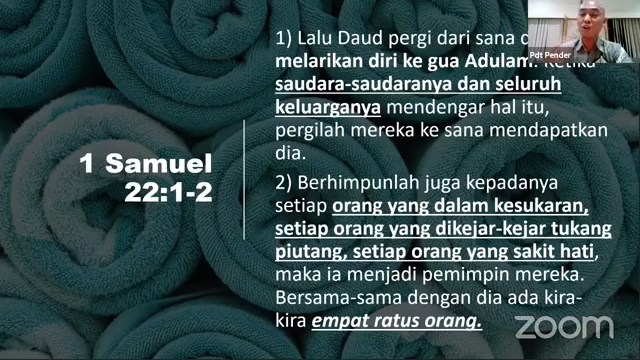 1 Samuel
22:1-2
1) Lalu Daud pergi dari sana d
melarikan diri ke gua Adulam. Ketika
saudara-saudaranya dan seluruh
keluarganya mendengar hal itu,
pergilah mereka ke sana mendapatkan
dia.
2) Berhimpunlah juga kepadanya
setiap orang yang dalam kesukaran,
setiap orang yang dikejar-kejar tukang
piutang, setiap orang yang sakit hati,
maka ia menjadi pemimpin mereka.
Bersama-sama dengan dia ada kira-
kira empat ratus orang.
Pdt Pender
zoom